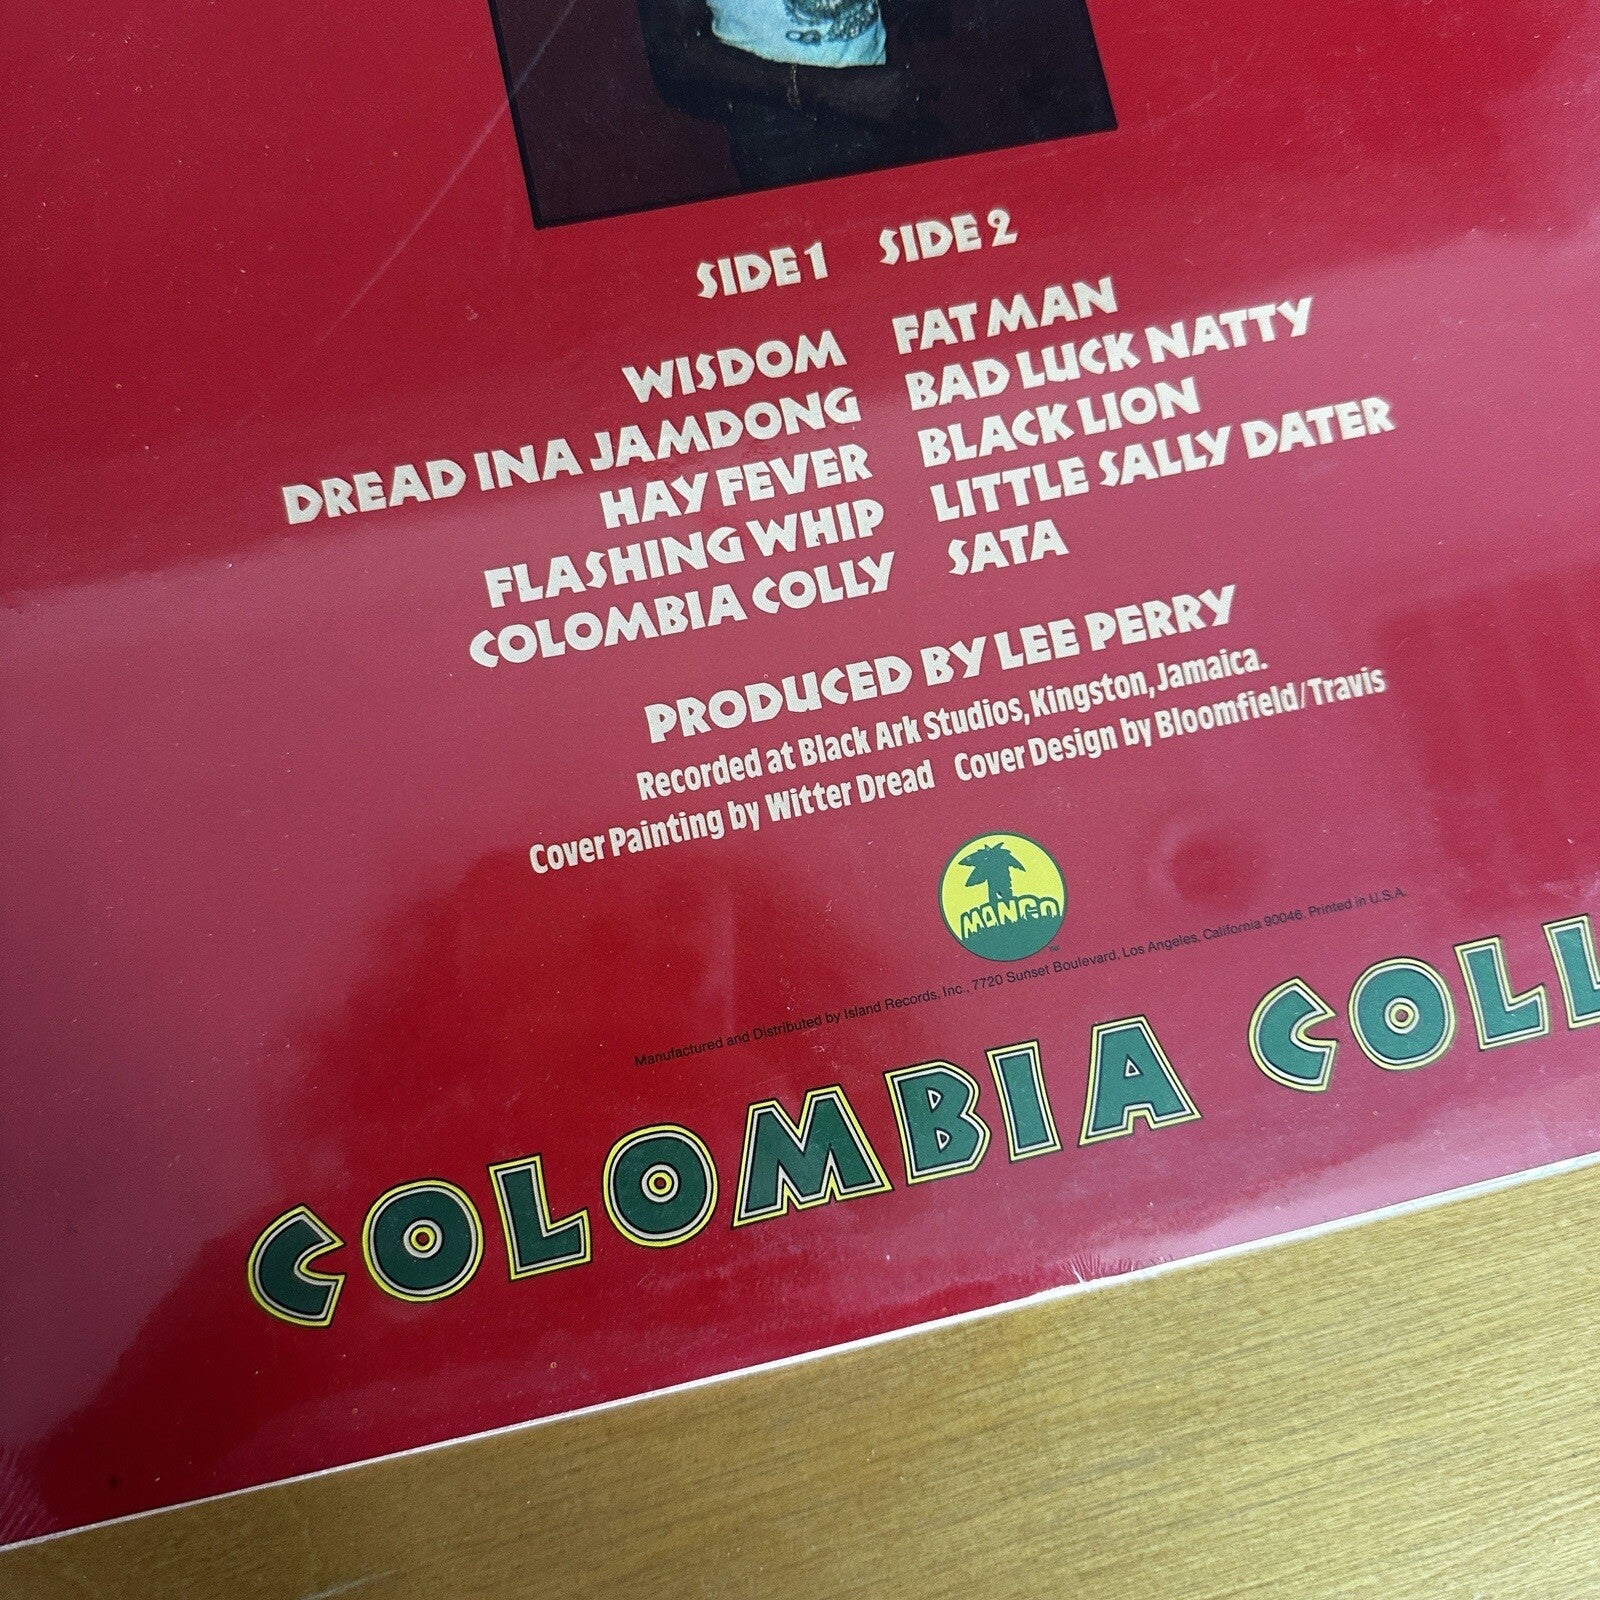 SIDE 1
WISDOM
DREAD INA JAMDONG
HAY FEVER
FLASHING WHIP
COLOMBIA COLLY
SIDE 2
FAT MAN
BAD LUCK NATTY
BLACK LION
LITTLE SALLY DATER
SATA
PRODUCED BY LEE PERRY
Recorded at Black Ark Studios, Kingston, Jamaica.
Cover Painting by Witter Dread Cover Design by Bloomfield/Travis
MANGO
TM
Manufactured and Distributed by Island Records, Inc., 7720 Sunset Boulevard, Los Angeles, California 90046. Printed in U.S.A.
COLOMBIA COLL